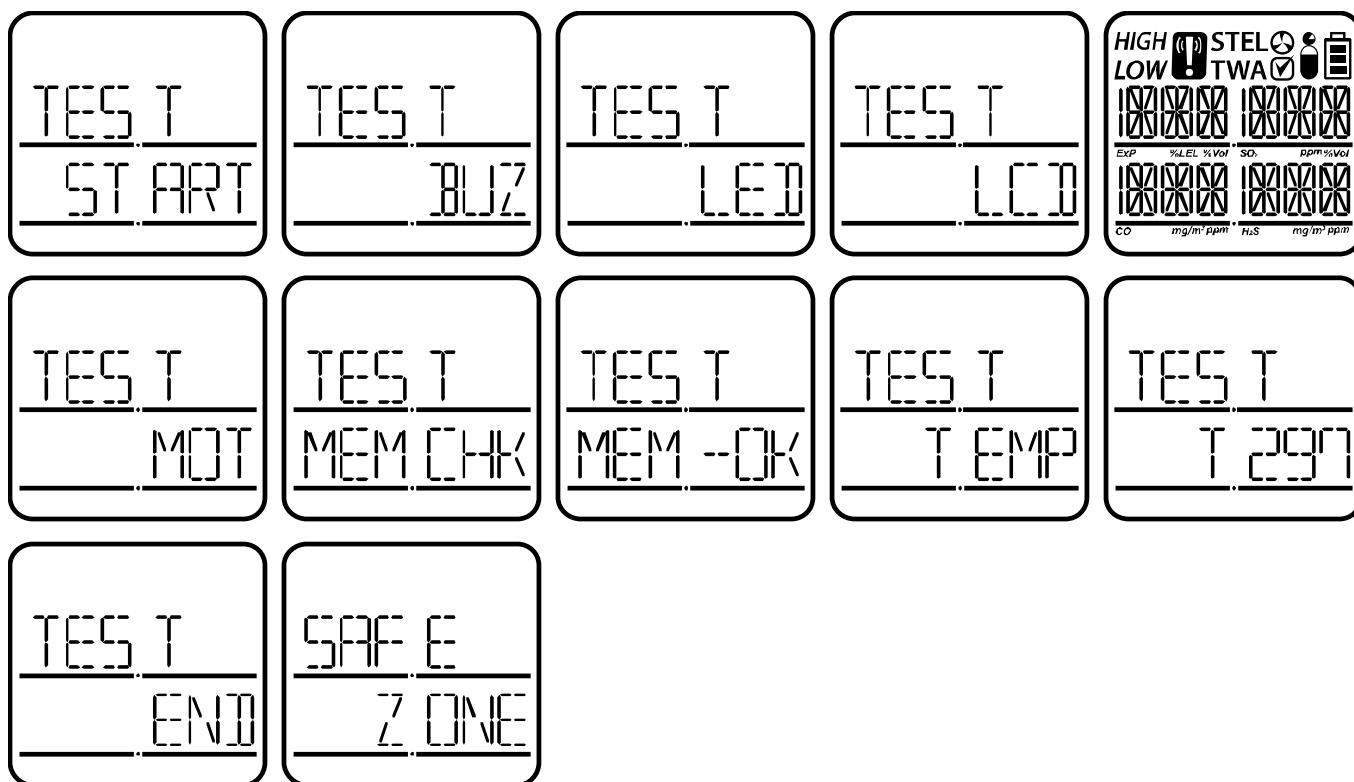 TEST
START
TEST
BUZ
TEST
LED
TEST
LCD
HIGH STEL
LOW TWA
ExP %LEL %Vol SO₂ ppm %Vol
CO mg/m³ ppm H₂S mg/m³ ppm
TEST
MOT
TEST
MEM CHK
TEST
MEM -OK
TEST
TEMP
TEST
T 297
TEST
END
SAFE
ZONE